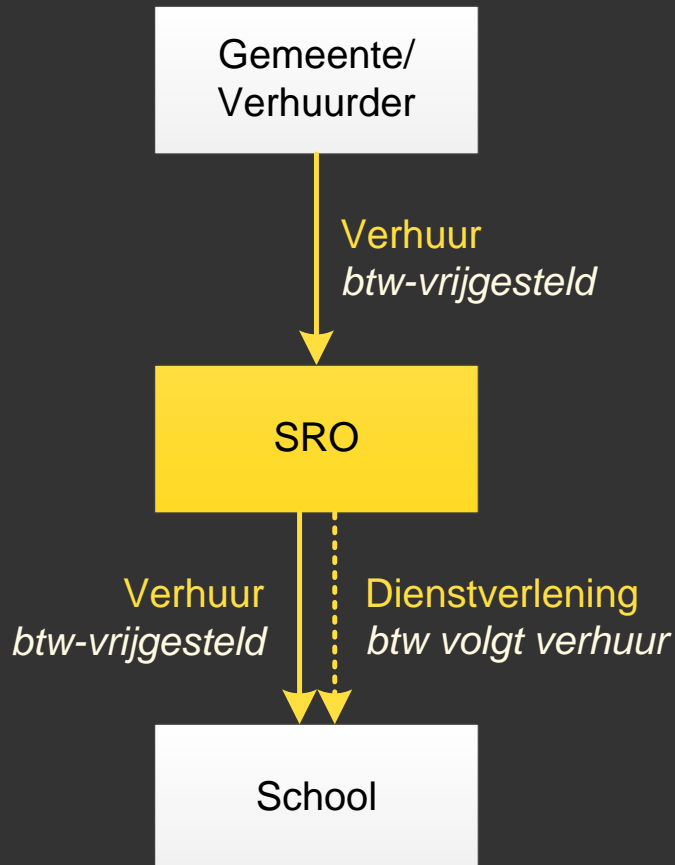 Gemeente/
Verhuurder
Verhuur
btw-vrijgesteld
SRO
Verhuur
btw-vrijgesteld
Dienstverlening
btw volgt verhuur
School